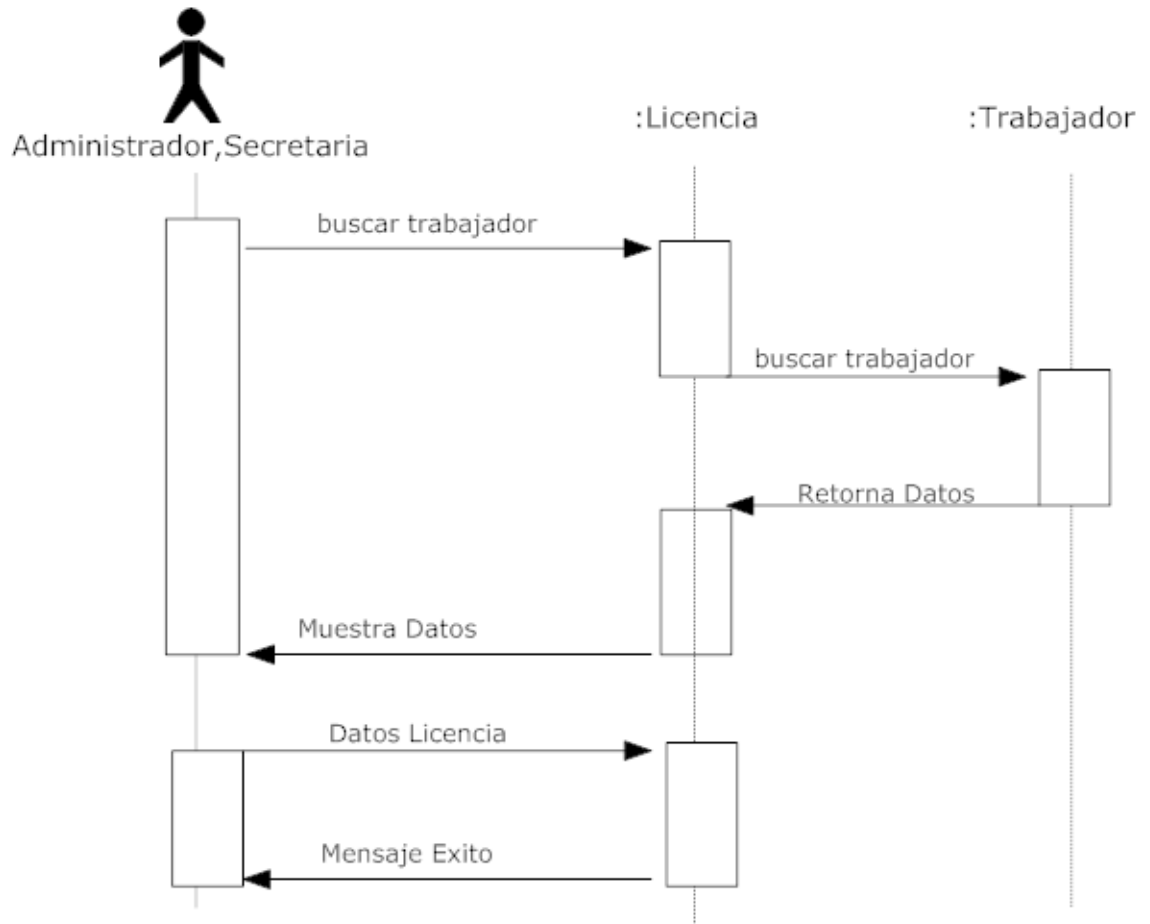 Administrador,Secretaria
:Licencia
:Trabajador
buscar trabajador
buscar trabajador
Retorna Datos
Muestra Datos
Datos Licencia
Mensaje Exito